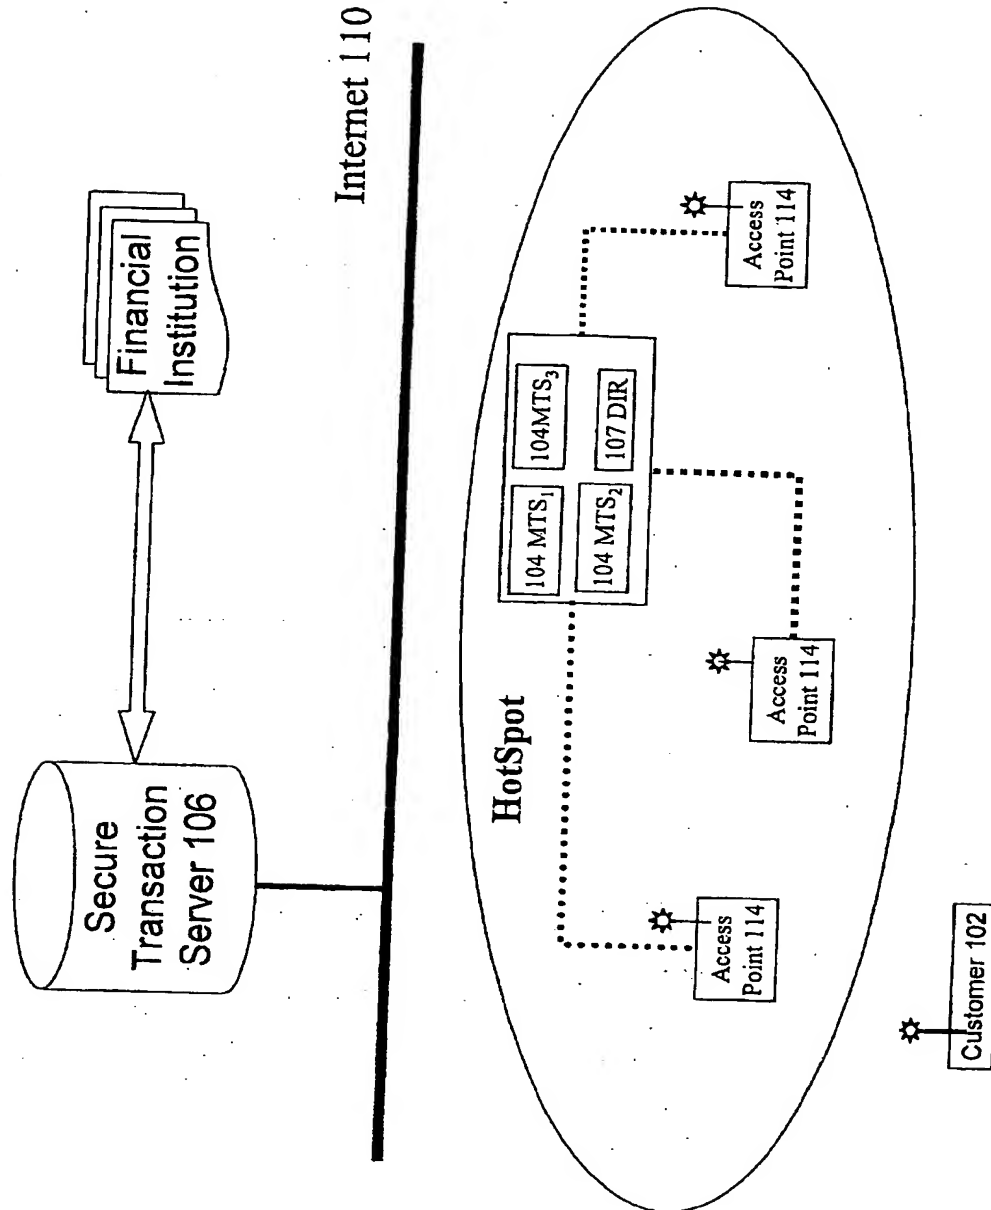 Secure
Transaction
Server 106
Financial
Institution
Internet 110
HotSpot
104 MTS₁
104MTS₃
104 MTS₂
107 DIR
Access
Point 114
Access
Point 114
Access
Point 114
Customer 102